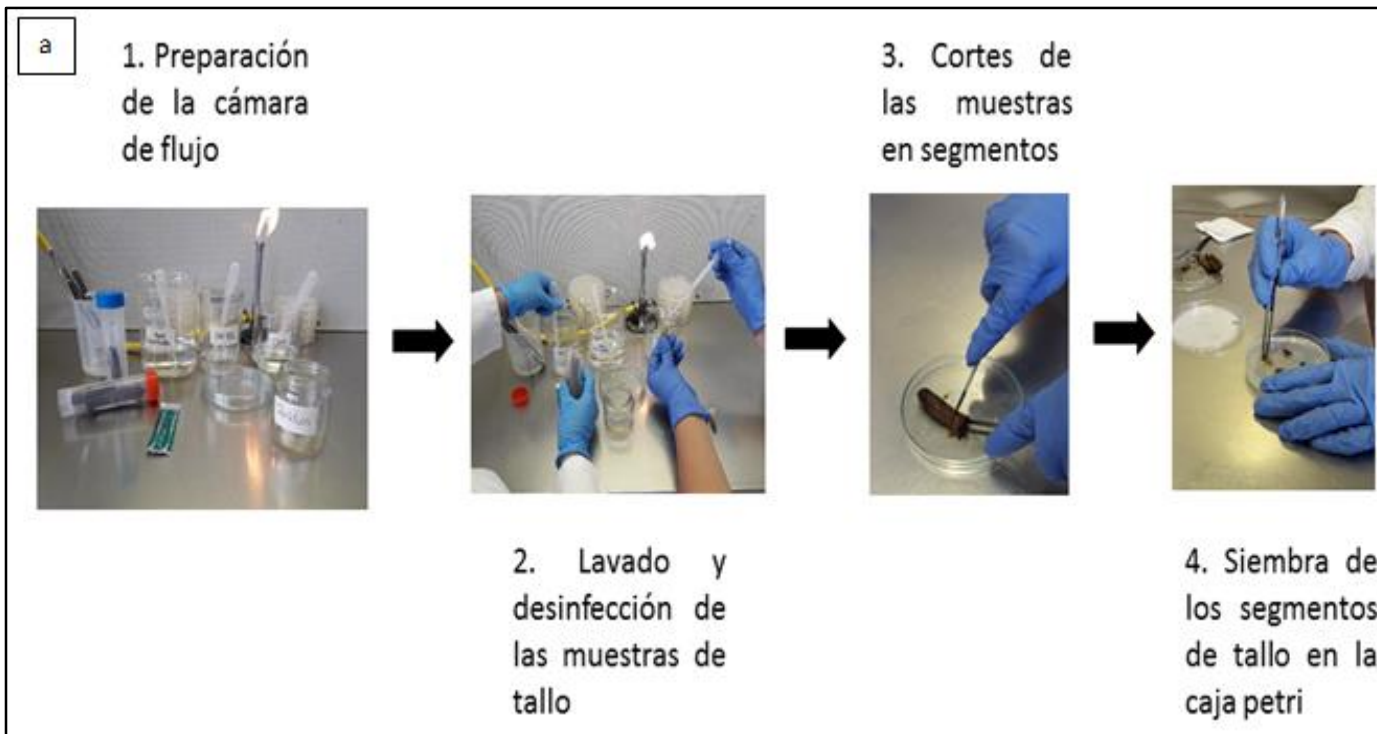 a
1. Preparación
de la cámara
de flujo
2. Lavado y
desinfección de
las muestras de
tallo
3. Cortes de
las muestras
en segmentos
4. Siembra de
los segmentos
de tallo en la
caja petri